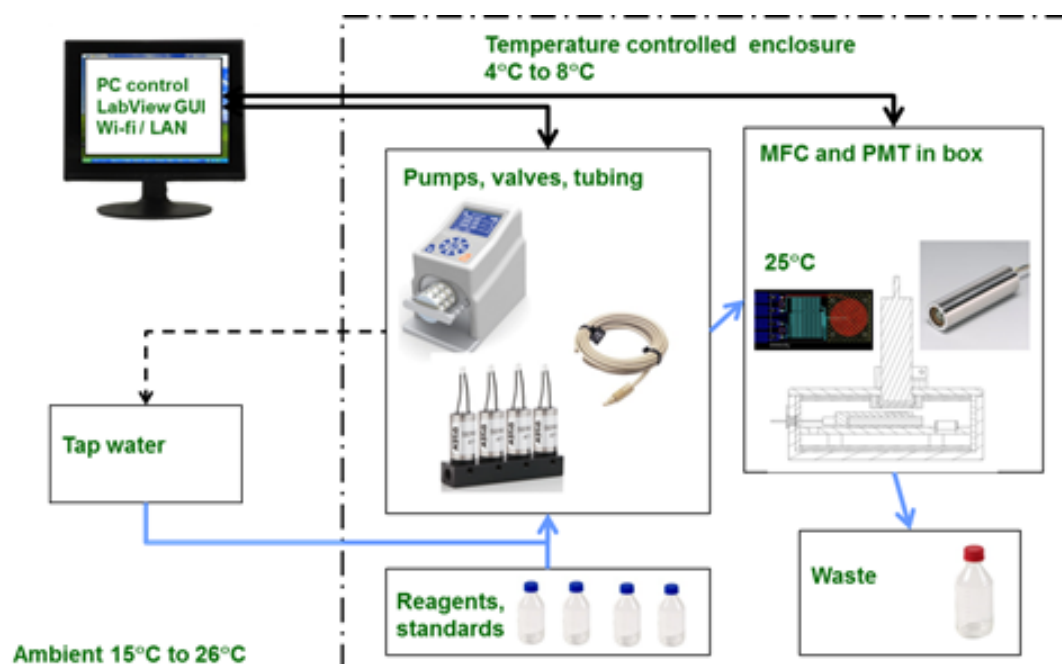 PC control
LabView GUI
Wi-fi / LAN
Temperature controlled enclosure
4°C to 8°C
Pumps, valves, tubing
MFC and PMT in box
25°C
Tap water
Reagents,
standards
Waste
Ambient 15°C to 26°C